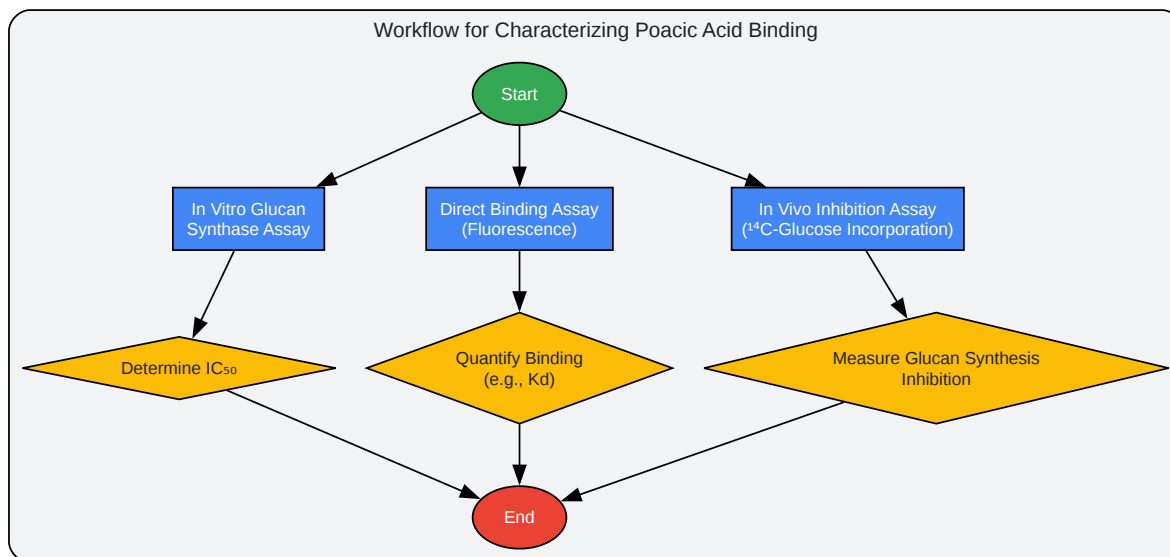 Workflow for Characterizing Poacic Acid Binding
Start
In Vitro Glucan
Synthase Assay
Direct Binding Assay
(Fluorescence)
In Vivo Inhibition Assay
(¹⁴C-Glucose Incorporation)
Determine IC₅₀
Quantify Binding
(e.g., Kd)
Measure Glucan Synthesis
Inhibition
End